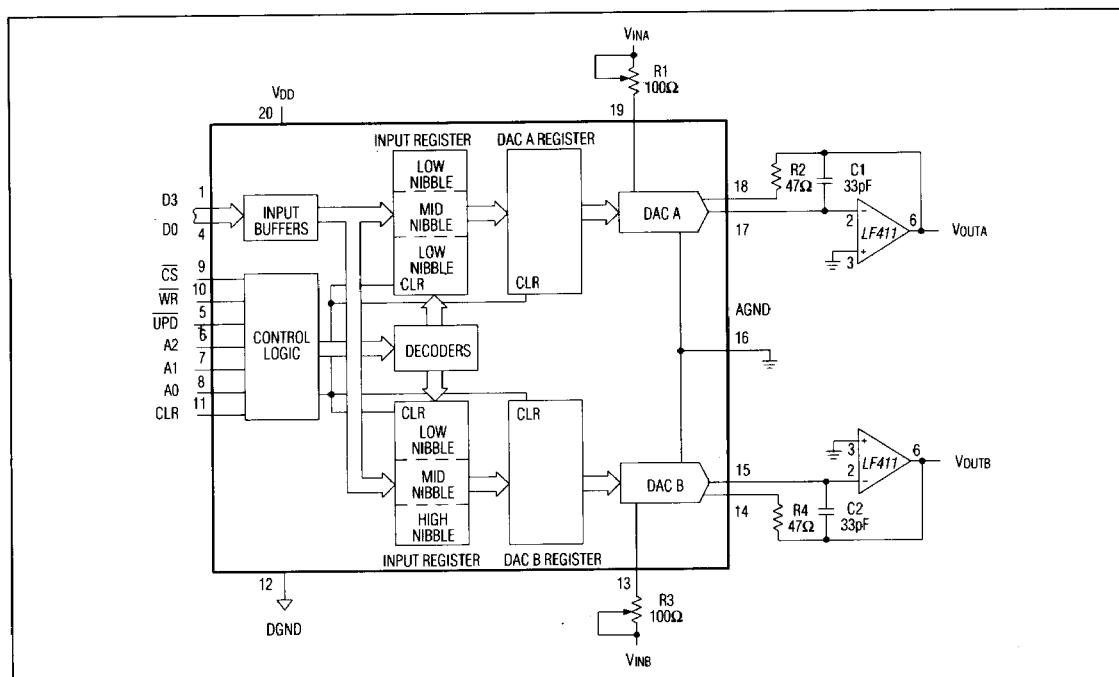 VINA
R1
100Ω
VDD
20
19
INPUT REGISTER
DAC A REGISTER
LOW
NIBBLE
MID
NIBBLE
LOW
NIBBLE
CLR
CLR
D3
1
D0
4
INPUT
BUFFERS
DAC A
18
17
R2
47Ω
C1
33pF
2
3
6
LF411
VOUTA
CS
9
WR
10
UPD
5
A2
6
A1
7
A0
8
CLR
11
CONTROL
LOGIC
DECODERS
AGND
16
CLR
LOW
NIBBLE
MID
NIBBLE
HIGH
NIBBLE
CLR
INPUT REGISTER
DAC B REGISTER
DAC B
15
14
3
2
6
LF411
VOUTB
R4
47Ω
C2
33pF
12
DGND
13
R3
100Ω
VINB